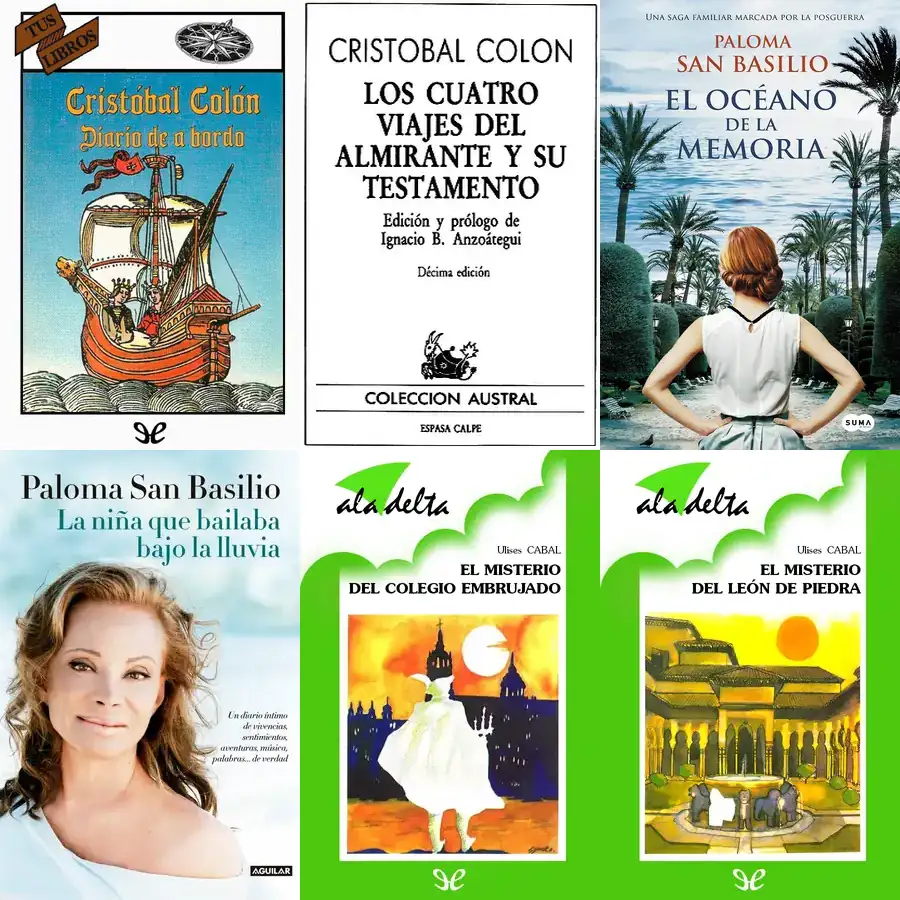 TUS
LIBROS
Cristóbal Colón
Diario de a bordo
CRISTOBAL COLON
LOS CUATRO
VIAJES DEL
ALMIRANTE Y SU
TESTAMENTO
Edición y prólogo de
Ignacio B. Anzoátegui
Décima edición
COLECCION AUSTRAL
ESPASA CALPE
UNA SAGA FAMILIAR MARCADA POR LA POSGUERRA
PALOMA
SAN BASILIO
EL OCÉANO
DE LA
MEMORIA
SUMA
Paloma San Basilio
La niña que bailaba
bajo la lluvia
Un diario íntimo
de vivencias,
sentimientos,
aventuras, música,
palabras... de verdad
AGUILAR
ala delta
Ulises CABAL
EL MISTERIO
DEL COLEGIO EMBRUJADO
ala delta
Ulises CABAL
EL MISTERIO
DEL LEÓN DE PIEDRA